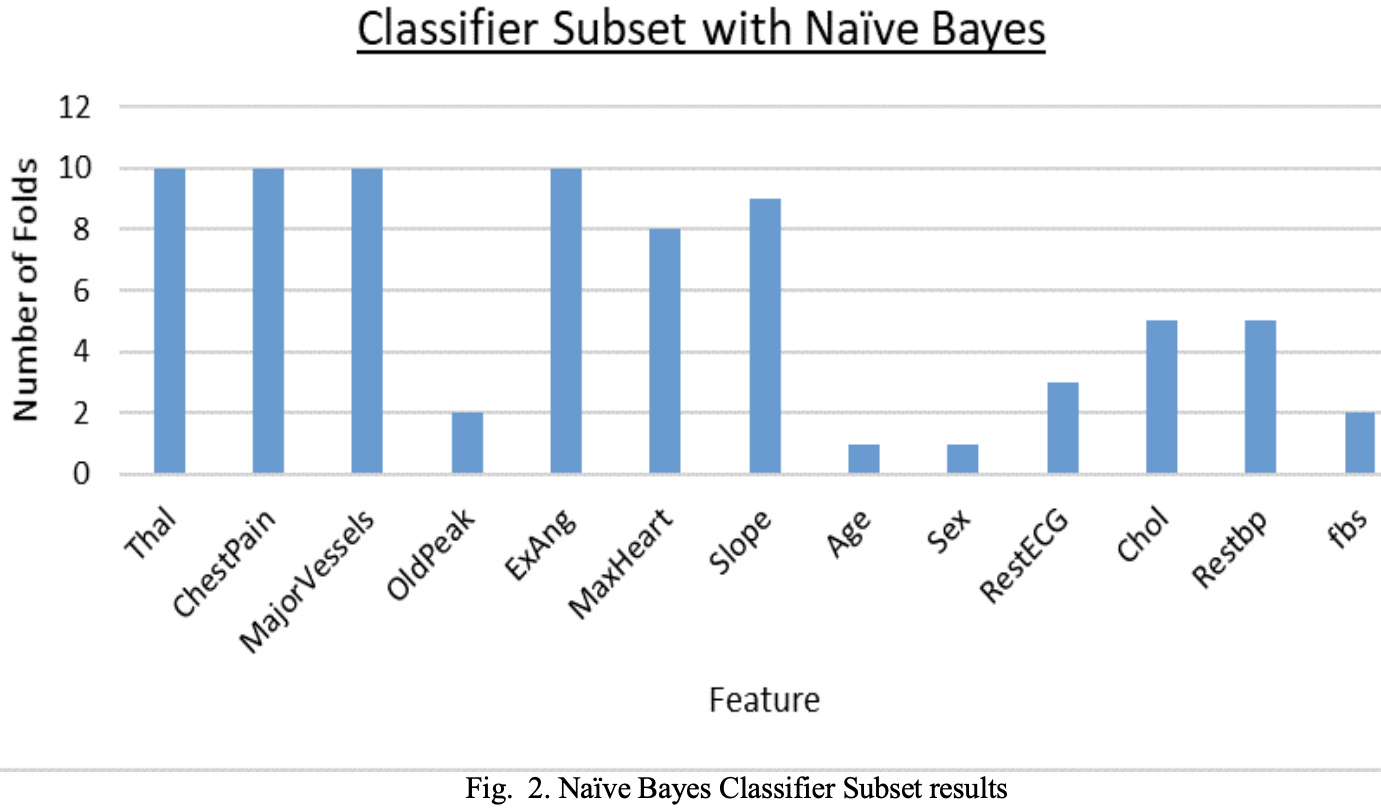 Classifier Subset with Naïve Bayes
12
10
8
6
4
2
0
Number of Folds
Thal
ChestPain
MajorVessels
OldPeak
ExAng
MaxHeart
Slope
Age
Sex
RestECG
Chol
Restbp
fbs
Feature
Fig. 2. Naïve Bayes Classifier Subset results